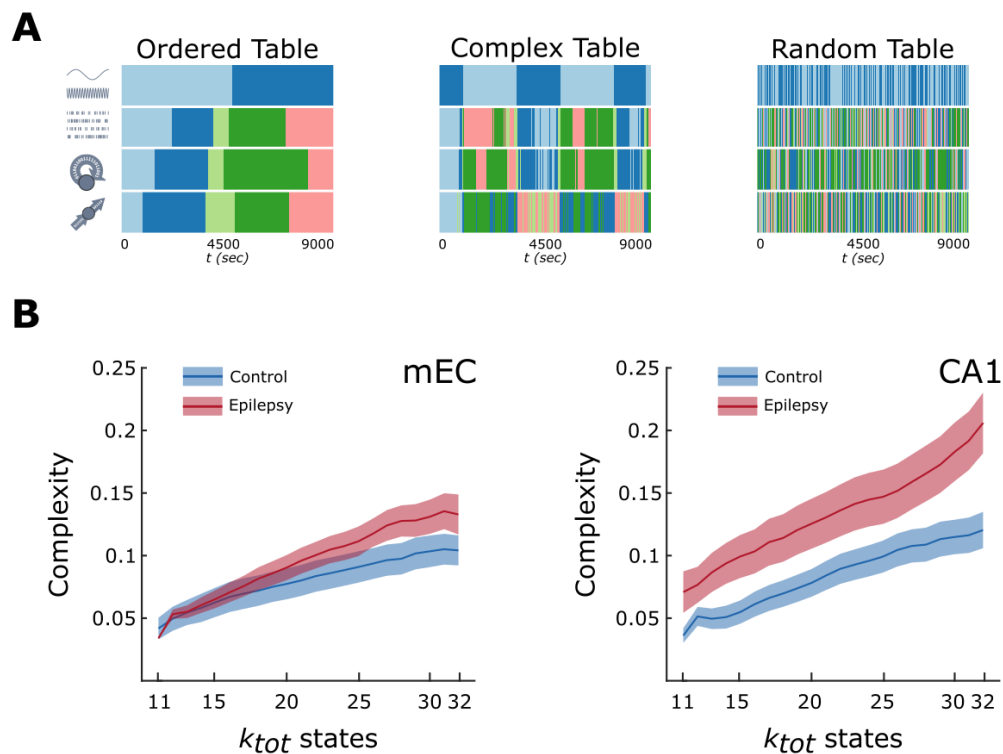 A
Ordered Table
Complex Table
Random Table
0 4500 9000
t (sec)
0 4500 9000
t (sec)
0 4500 9000
t (sec)
B
mEC
Control
Epilepsy
Complexity
0.25
0.2
0.15
0.1
0.05
11 15 20 25 30 32
ktot states
CA1
Control
Epilepsy
Complexity
0.25
0.2
0.15
0.1
0.05
11 15 20 25 30 32
ktot states